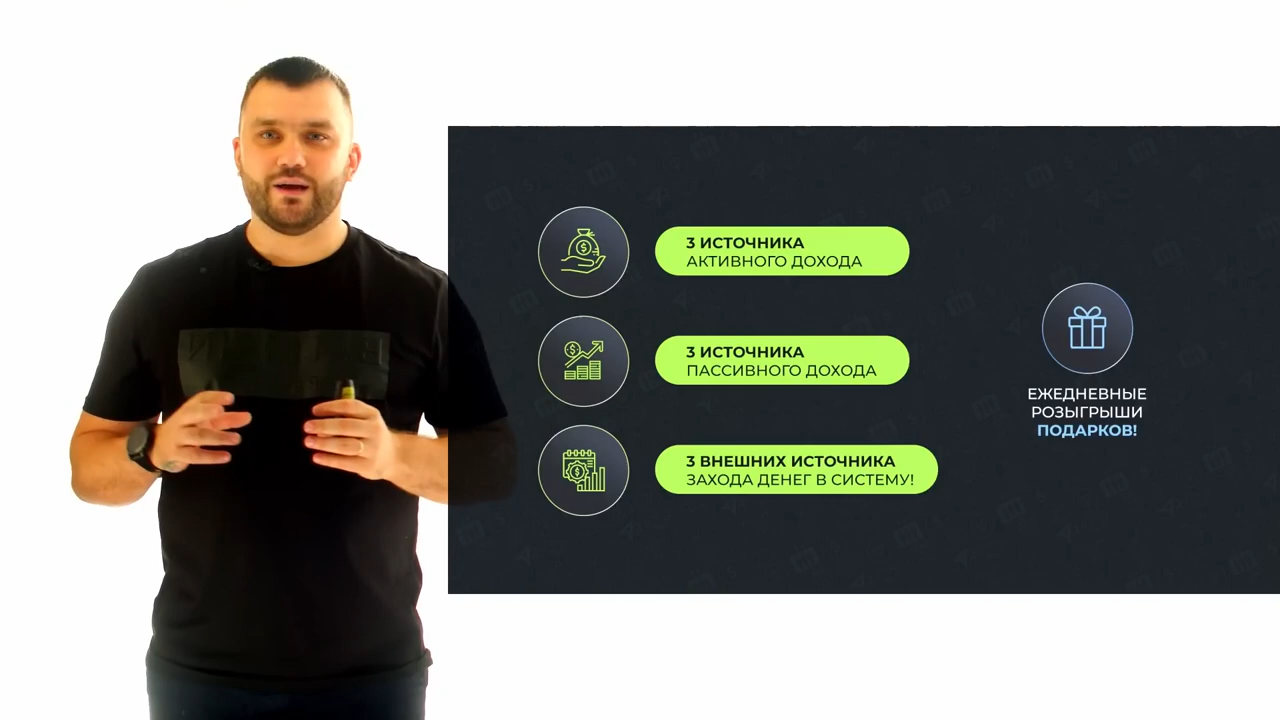 3 ИСТОЧНИКА
АКТИВНОГО ДОХОДА
3 ИСТОЧНИКА
ПАССИВНОГО ДОХОДА
3 ВНЕШНИХ ИСТОЧНИКА
ЗАХОДА ДЕНЕГ В СИСТЕМУ!
ЕЖЕДНЕВНЫЕ
РОЗЫГРЫШИ
ПОДАРКОВ!